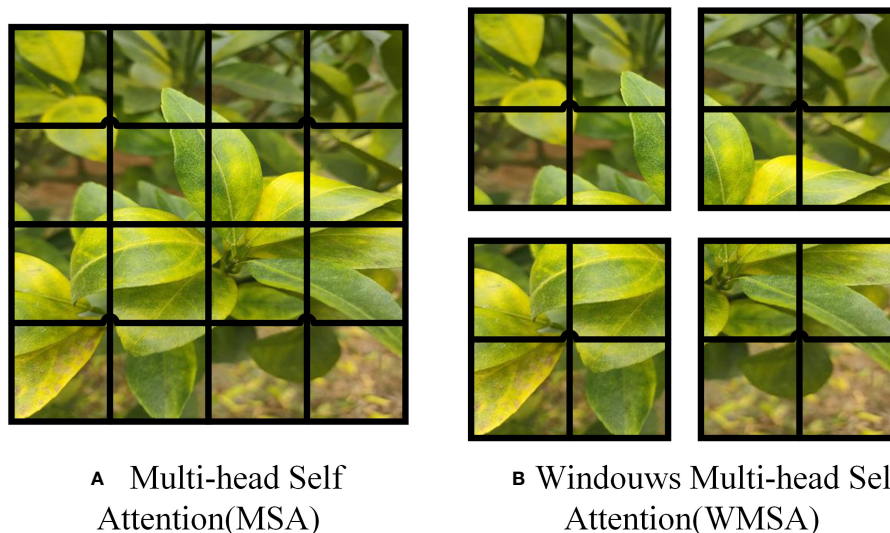 A Multi-head Self
Attention(MSA)
B Windouws Multi-head Sel
Attention(WMSA)